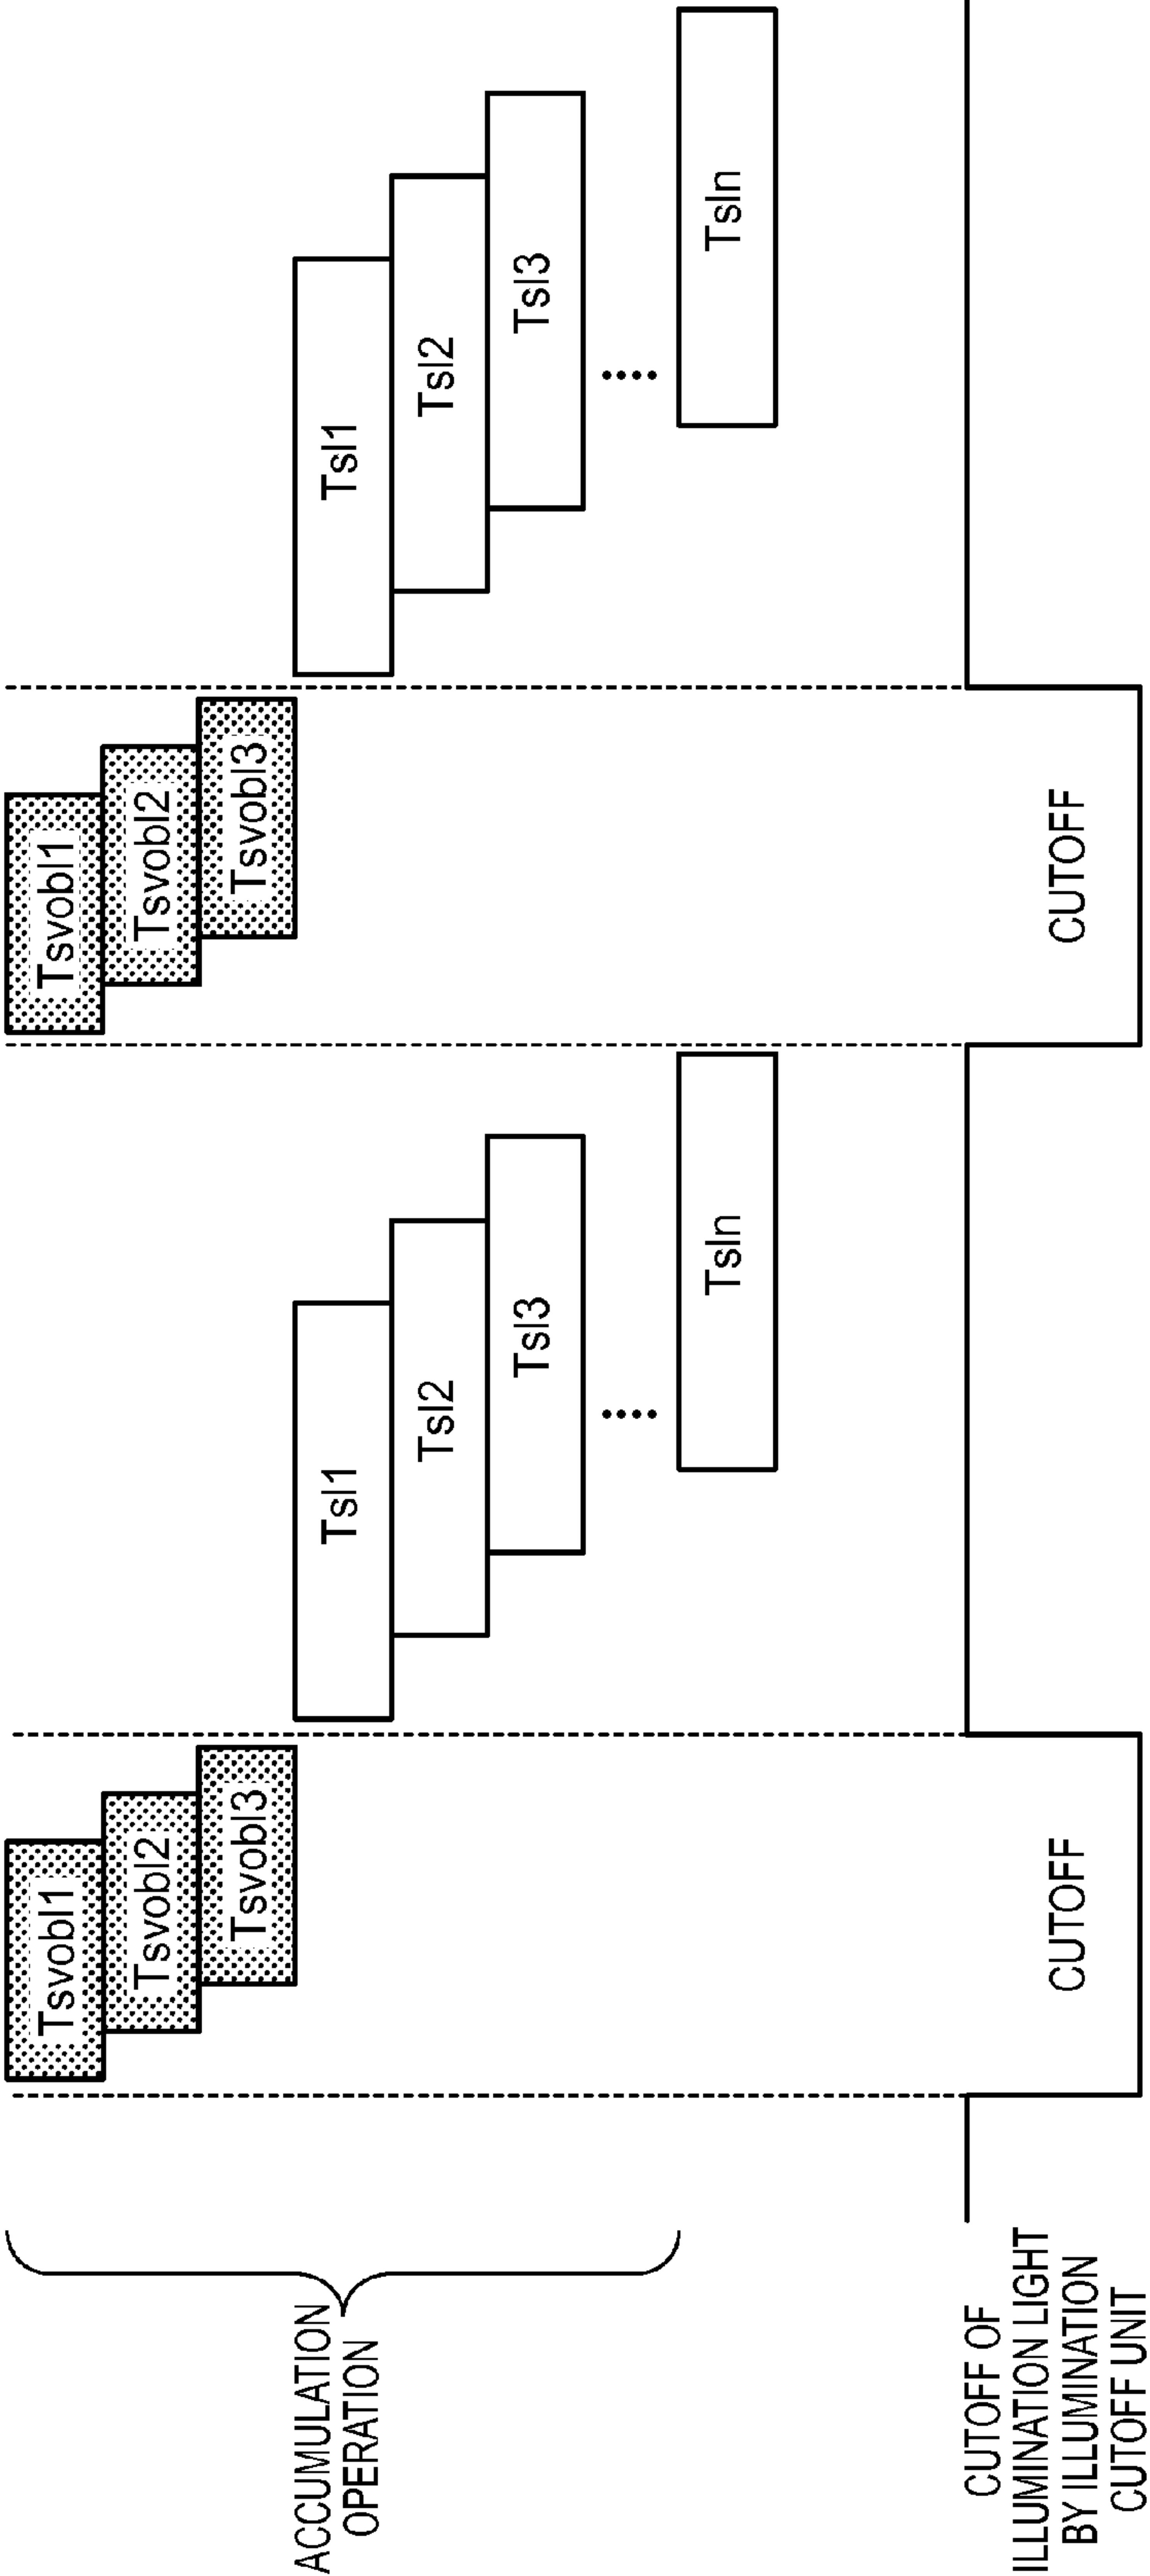 ACCUMULATION
OPERATION
Tsvobl1
Tsvobl2
Tsvobl3
Tsl1
Tsl2
Tsl3
Tsln
Tsvobl1
Tsvobl2
Tsvobl3
Tsl1
Tsl2
Tsl3
Tsln
CUTOFF OF
ILLUMINATION LIGHT
BY ILLUMINATION
CUTOFF UNIT
CUTOFF
CUTOFF